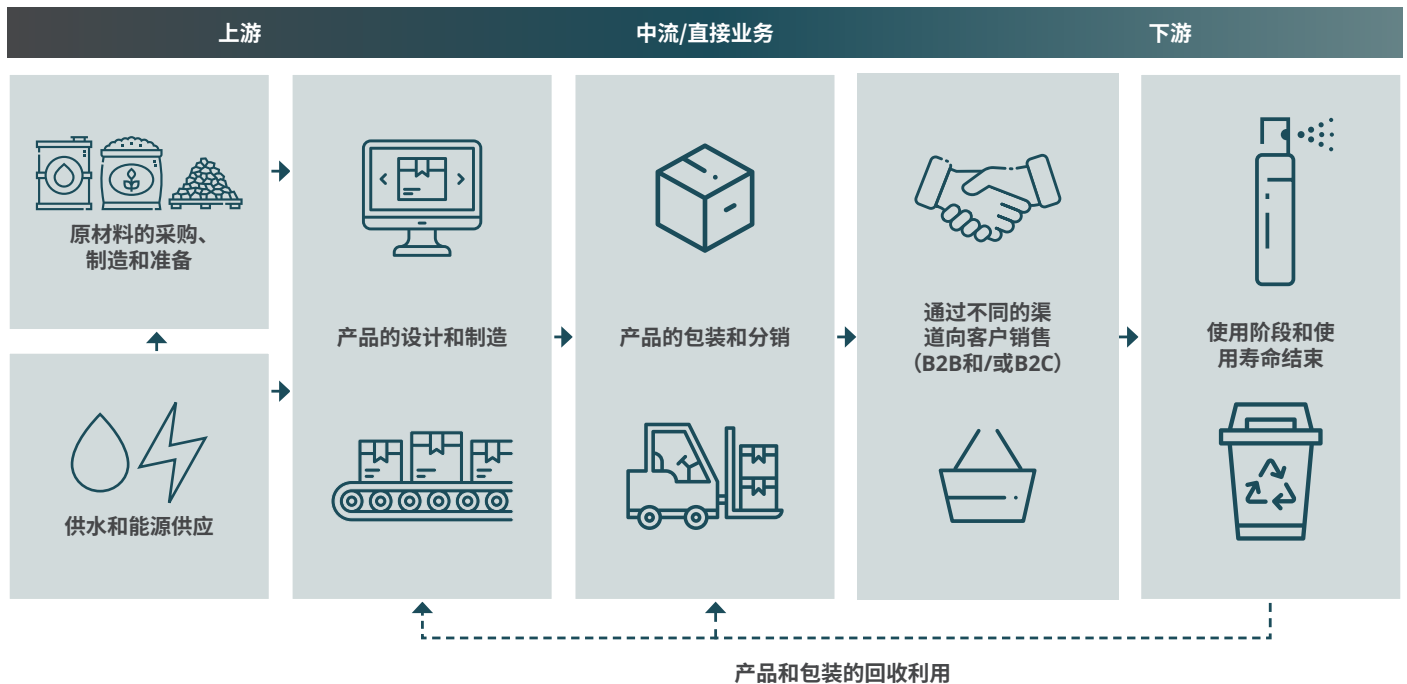 上游
中流/直接业务
下游
原材料的采购、
制造和准备
供水和能源供应
产品的设计和制造
产品的包装和分销
通过不同的渠
道向客户销售
（B2B和/或B2C）
使用阶段和使
用寿命结束
产品和包装的回收利用